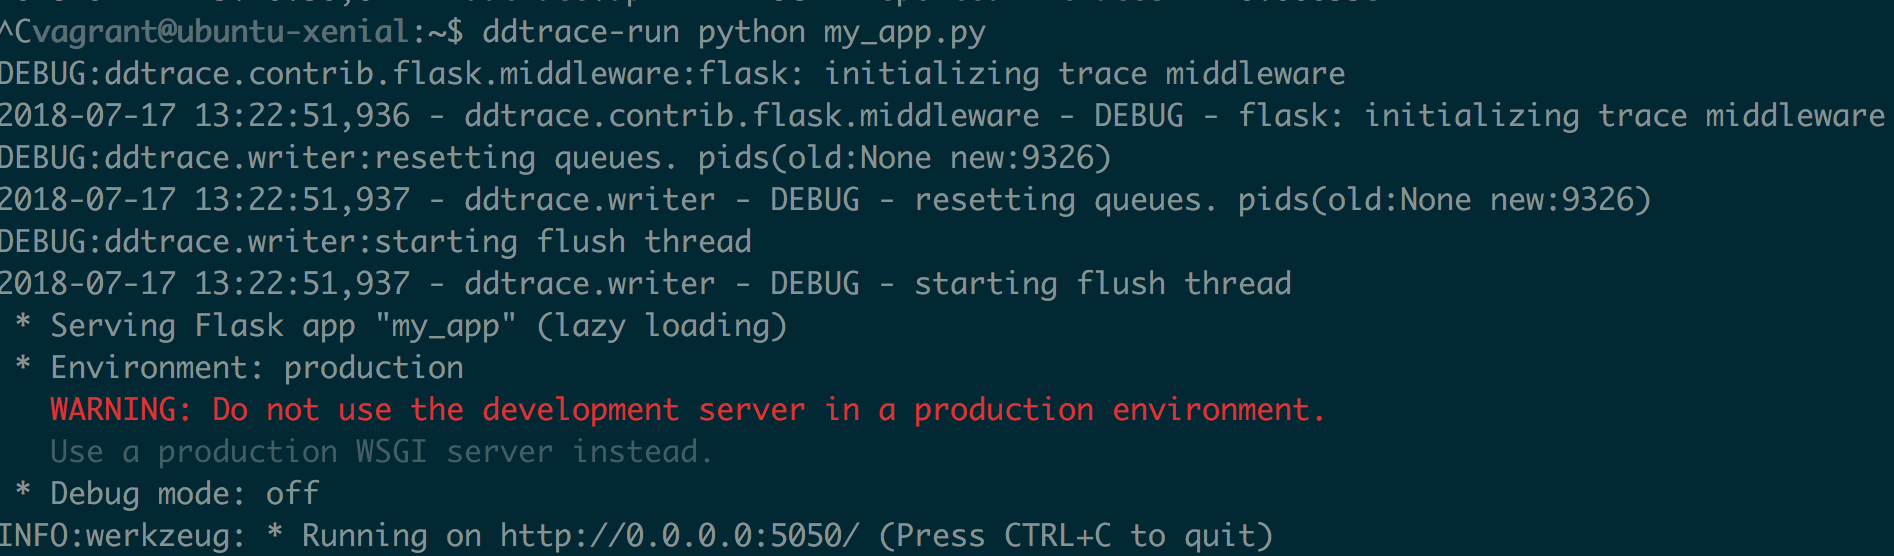 ^Cvagrant@ubuntu-xenial:~$ ddtrace-run python my_app.py
DEBUG:ddtrace.contrib.flask.middleware:flask: initializing trace middleware
2018-07-17 13:22:51,936 - ddtrace.contrib.flask.middleware - DEBUG - flask: initializing trace middleware
DEBUG:ddtrace.writer:resetting queues. pids(old:None new:9326)
2018-07-17 13:22:51,937 - ddtrace.writer - DEBUG - resetting queues. pids(old:None new:9326)
DEBUG:ddtrace.writer:starting flush thread
2018-07-17 13:22:51,937 - ddtrace.writer - DEBUG - starting flush thread
 * Serving Flask app "my_app" (lazy loading)
 * Environment: production
   WARNING: Do not use the development server in a production environment.
   Use a production WSGI server instead.
 * Debug mode: off
INFO:werkzeug: * Running on http://0.0.0.0:5050/ (Press CTRL+C to quit)